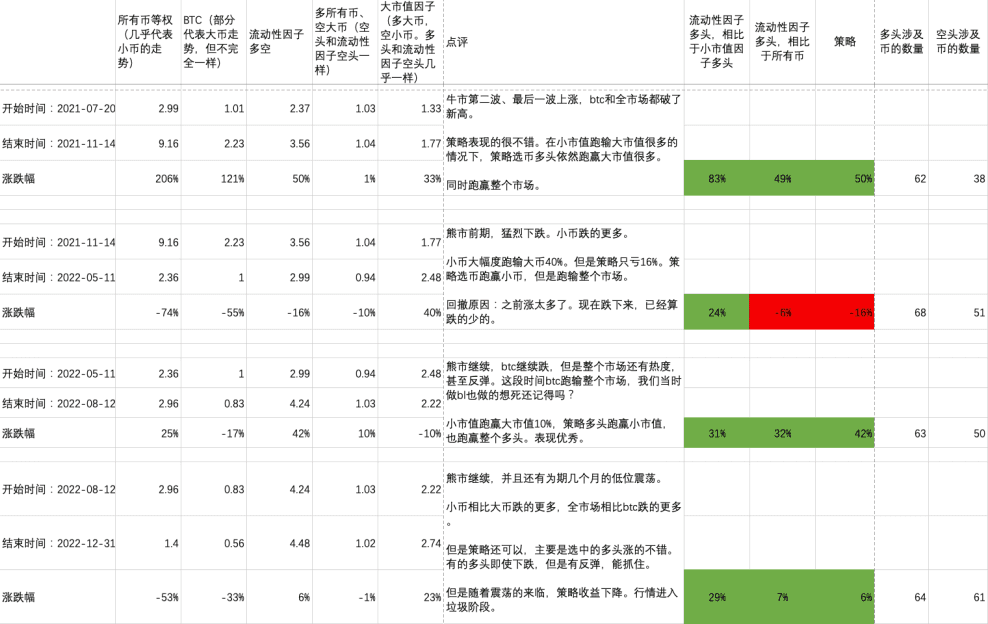 所有币等权（几乎代表小币的走势）	BTC（部分代表大币走势，但不完全一样）	流动性因子多空	多所有币、空大币（空头和流动性因子空头一样）	大市值因子（多大币，空小币。多头和流动性因子空头几乎一样）	点评	流动性因子多头，相比于小市值因子多头	流动性因子多头，相比于所有币	策略	多头涉及币的数量	空头涉及币的数量
开始时间：2021-07-20	2.99	1.01	2.37	1.03	1.33	牛市第二波、最后一波上涨，btc和全市场都破了新高。
结束时间：2021-11-14	9.16	2.23	3.56	1.04	1.77	策略表现的很不错。在小市值跑输大市值很多的情况下，策略选币多头依然跑赢大市值很多。
涨跌幅	206%	121%	50%	1%	33%	同时跑赢整个市场。	83%	49%	50%	62	38
开始时间：2021-11-14	9.16	2.23	3.56	1.04	1.77	熊市前期，猛烈下跌。小币跌的更多。
结束时间：2022-05-11	2.36	1	2.99	0.94	2.48	小币大幅度跑输大币40%。但是策略只亏16%。策略选币跑赢小币，但是跑输整个市场。
涨跌幅	-74%	-55%	-16%	-10%	40%	回撤原因：之前涨太多了。现在跌下来，已经算跌的少的。	24%	-5%	-16%	68	51
开始时间：2022-05-11	2.36	1	2.99	0.94	2.48	熊市继续，btc继续跌，但是整个市场还有热度，甚至反弹。这段时间btc跑输整个市场，我们当时做bl也做的想死还记得吗？
结束时间：2022-08-12	2.96	0.83	4.24	1.03	2.22
涨跌幅	25%	-17%	42%	10%	-10%	小市值跑赢大市值10%，策略多头跑赢小市值，也跑赢整个多头。表现优秀。	31%	32%	42%	63	50
开始时间：2022-08-12	2.96	0.83	4.24	1.03	2.22	熊市继续，并且还有为期几个月的低位震荡。
小币相比大币跌的更多，全市场相比btc跌的更多。
结束时间：2022-12-31	1.4	0.56	4.48	1.02	2.74	但是策略还可以，主要是选中的多头涨的不错。有的多头即使下跌，但是有反弹，能抓住。
涨跌幅	-53%	-33%	6%	-1%	23%	但是随着震荡的来临，策略收益下降。行情进入垃圾阶段。	29%	7%	6%	64	61